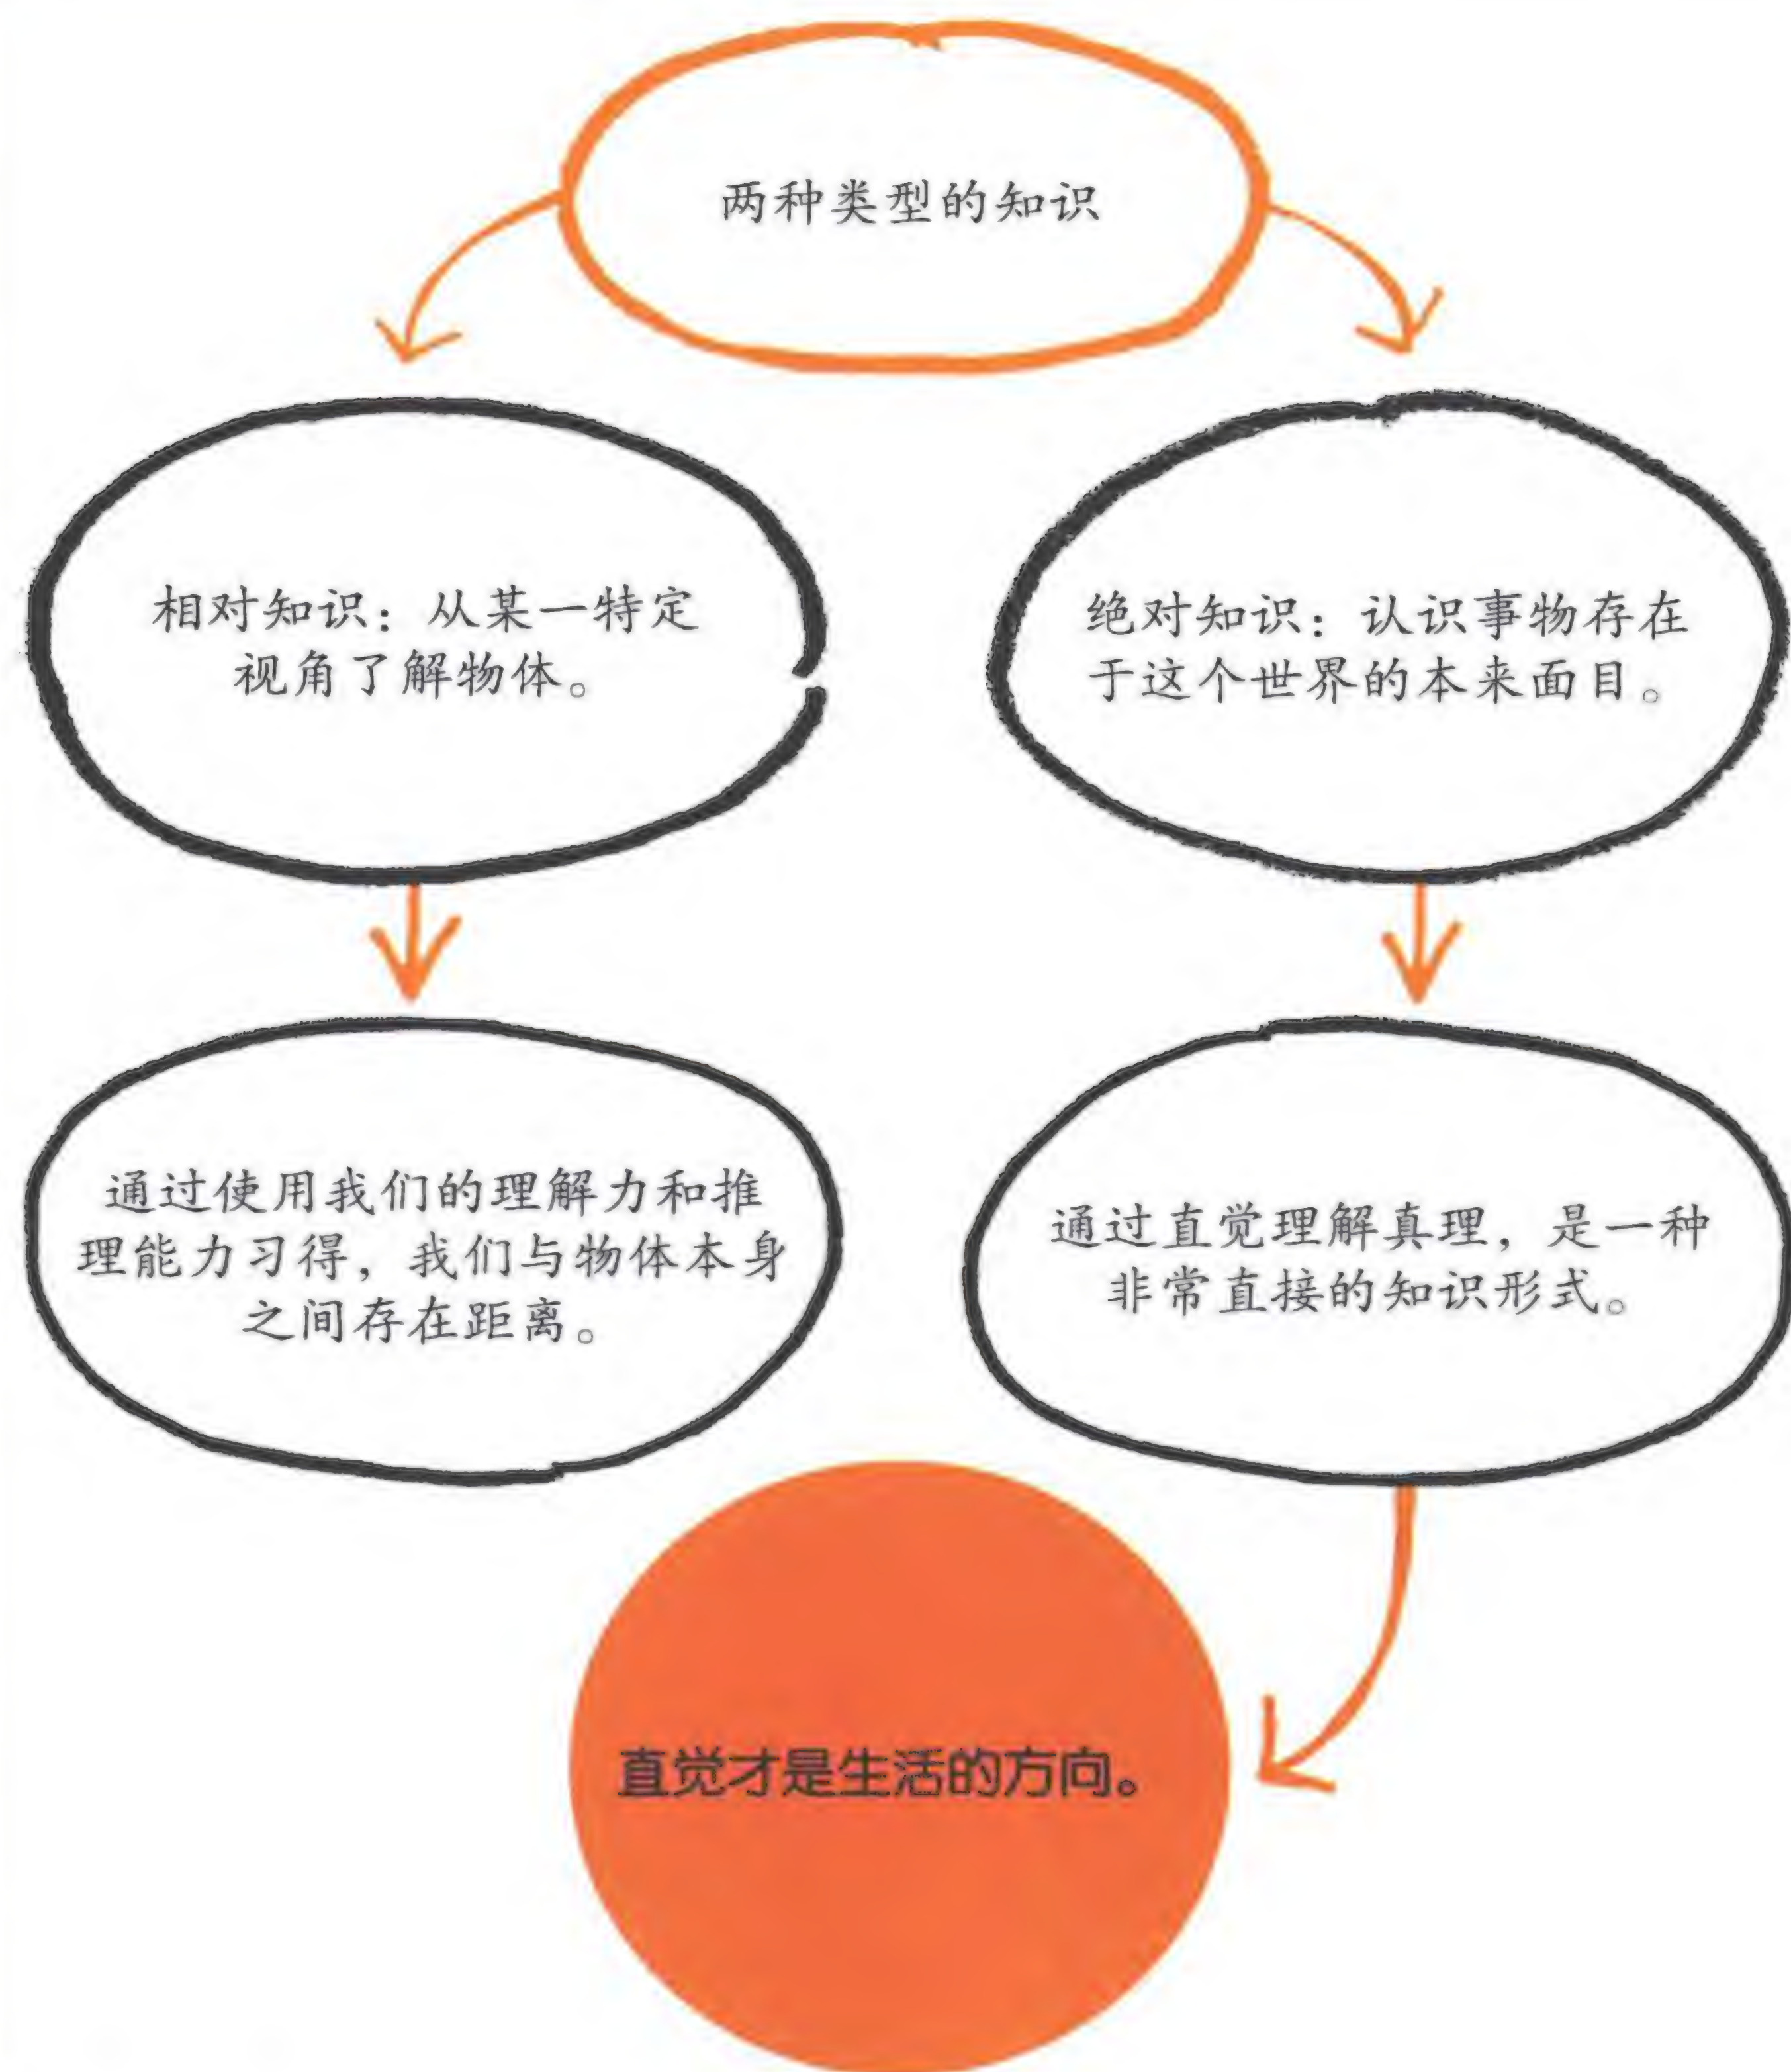 两种类型的知识
相对知识：从某一特定
视角了解物体。
绝对知识：认识事物存在
于这个世界的本来面目。
通过使用我们的理解力和推
理能力习得，我们与物体本身
之间存在距离。
通过直觉理解真理，是一种
非常直接的知识形式。
直觉才是生活的方向。